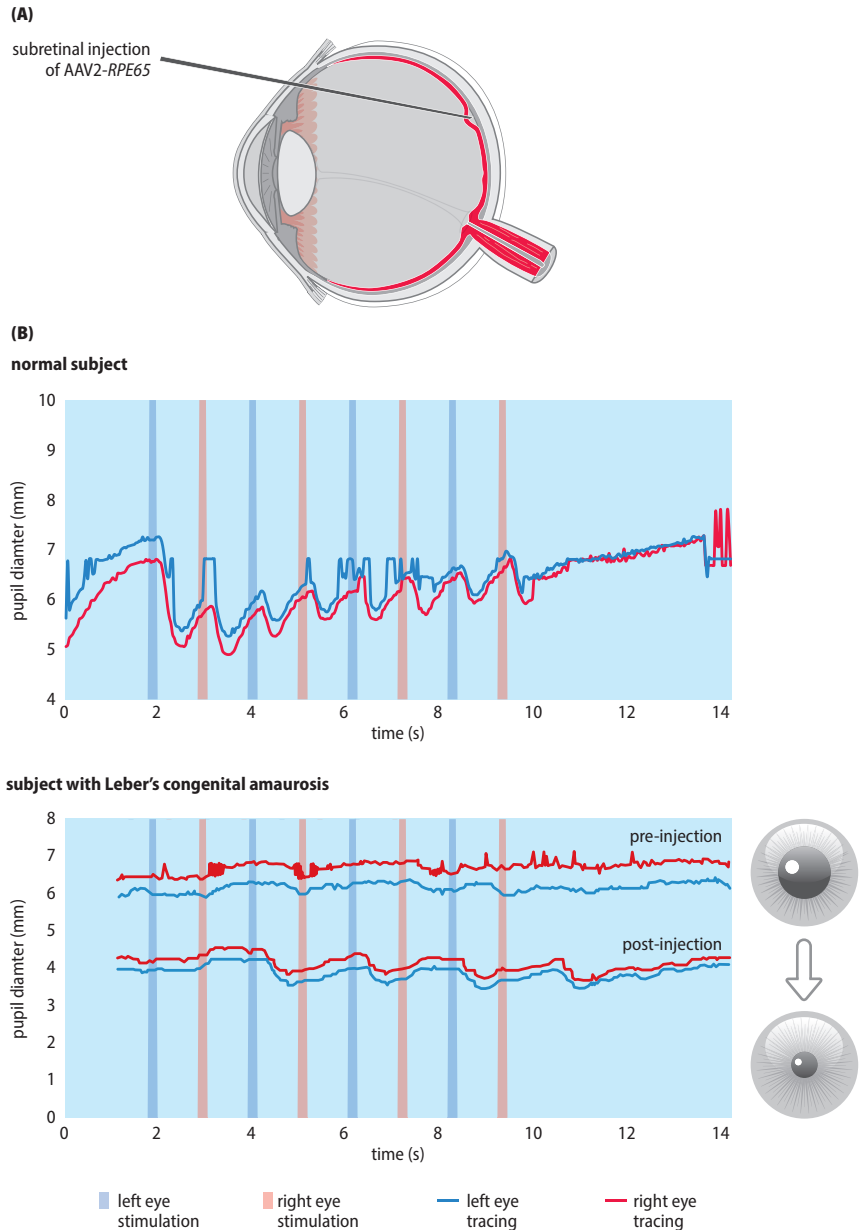 (A)
subretinal injection
of AAV2-RPE65
(B)
normal subject
10
9
8
7
6
5
4
pupil diamter (mm)
0 2 4 6 8 10 12 14
time (s)
subject with Leber’s congenital amaurosis
8
7
6
5
4
3
2
1
0
pupil diamter (mm)
pre-injection
post-injection
0 2 4 6 8 10 12 14
time (s)
left eye
stimulation
right eye
stimulation
left eye
tracing
right eye
tracing